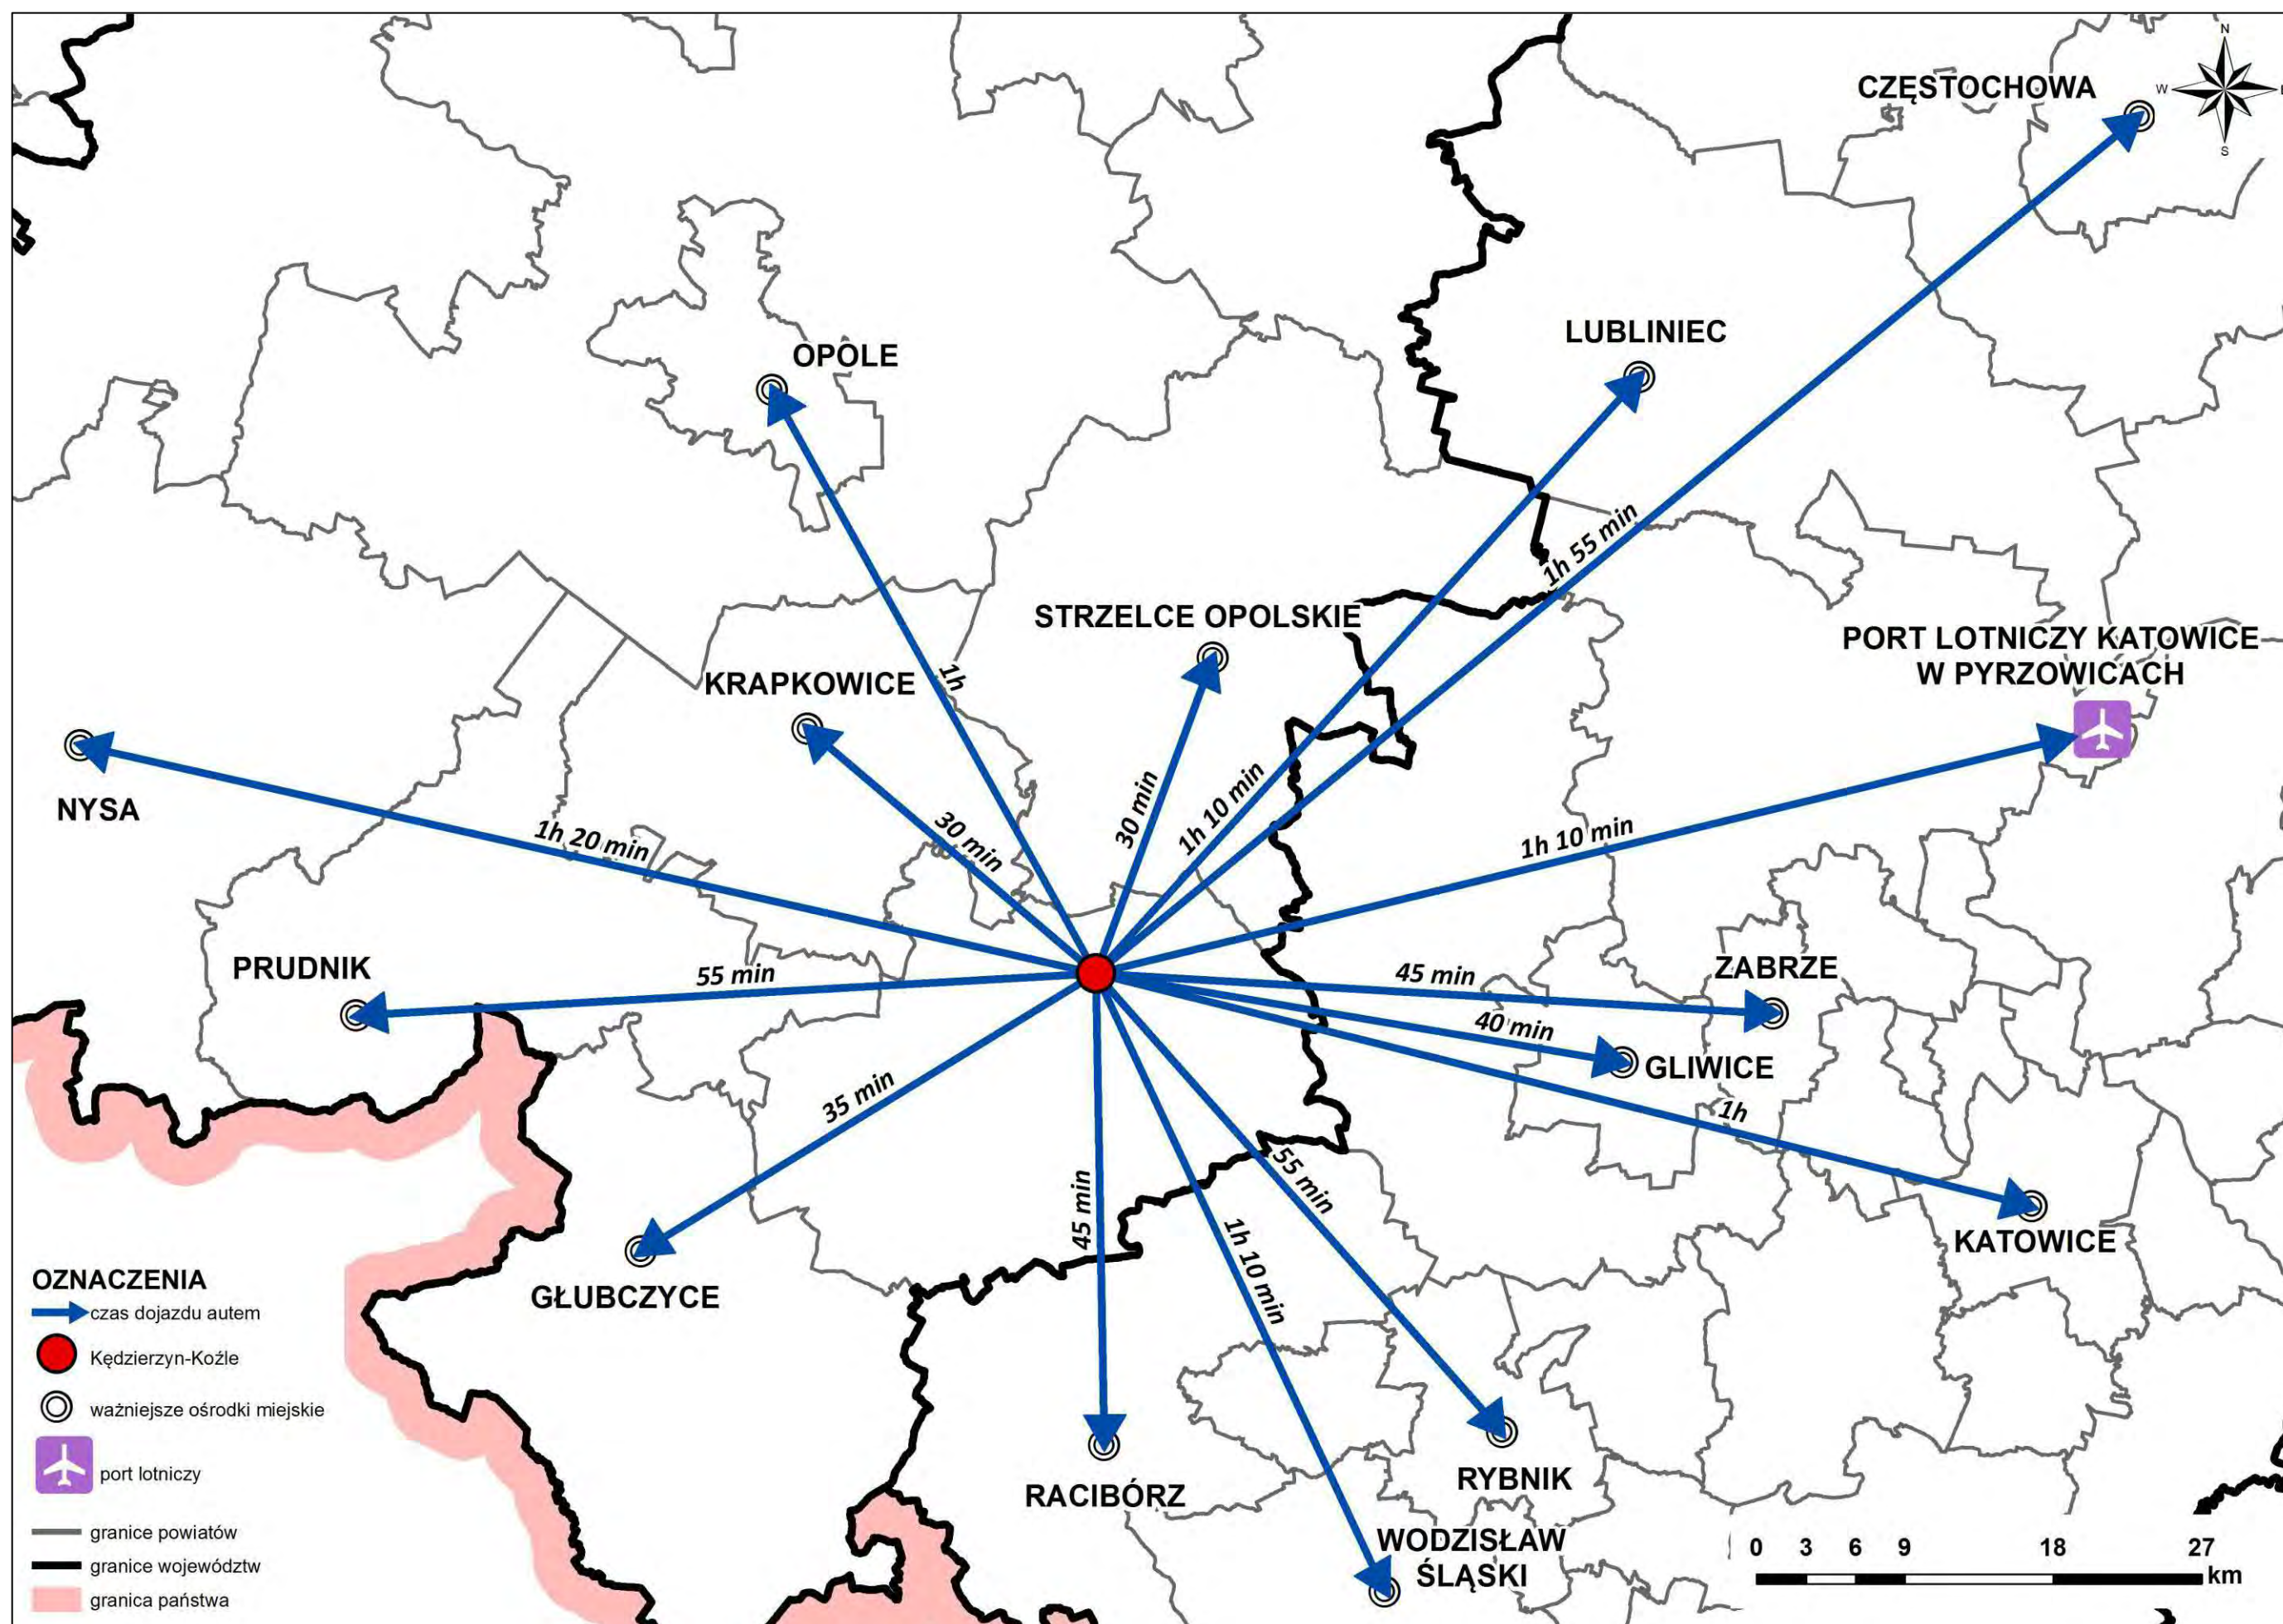 N
W
S
CZĘSTOCHOWA
LUBLINIEC
OPOLE
1h 55 min
STRZELCE OPOLSKIE
PORT LOTNICZY KATOWICE
W PYRZOWICACH
KRAPKOWICE
1h
NYSA
30 min
1h 10 min
1h 20 min
30 min
1h 10 min
PRUDNIK
55 min
45 min
ZABRZE
40 min
GLIWICE
35 min
1h
55 min
45 min
1h 10 min
KATOWICE
GŁUBCZYCE
RACIBÓRZ
RYBNIK
WODZISŁAW
ŚLĄSKI
OZNACZENIA
czas dojazdu autem
Kędzierzyn-Koźle
ważniejsze ośrodki miejskie
port lotniczy
granice powiatów
granice województw
granica państwa
0 3 6 9 18 27
km